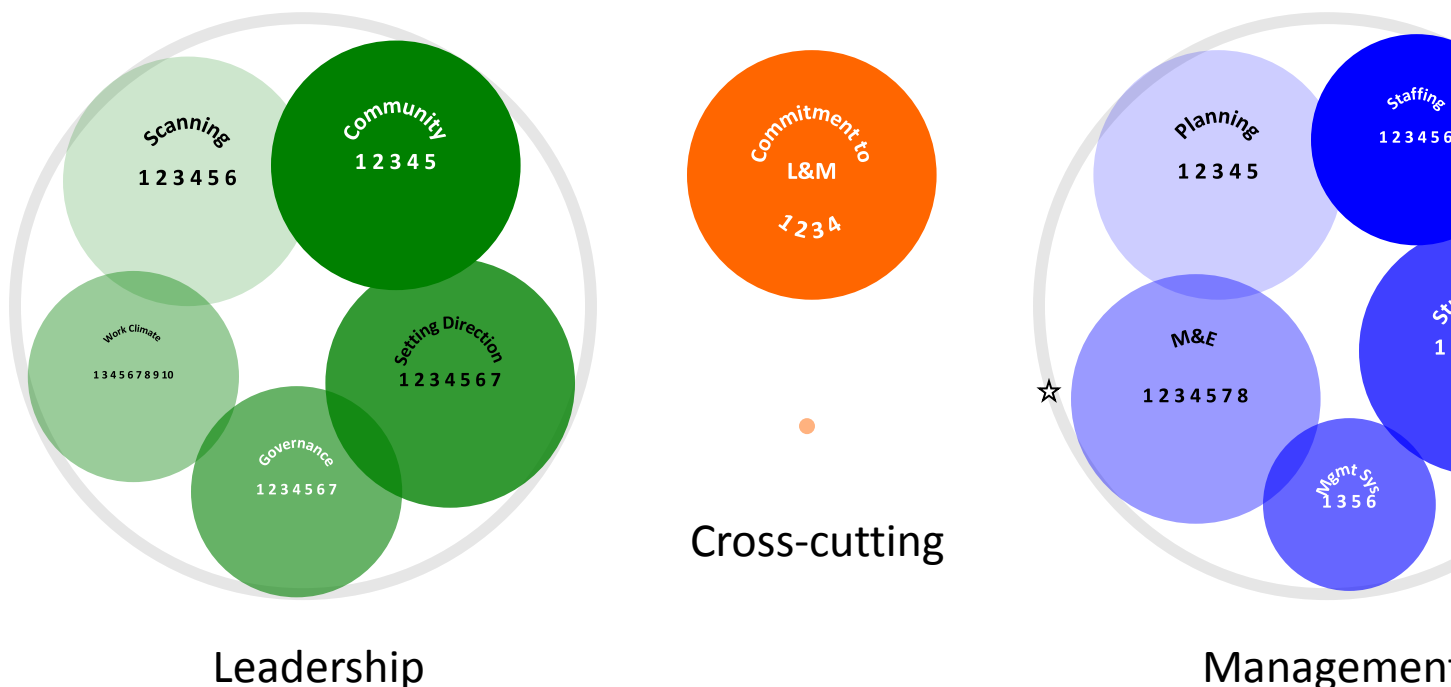 Scanning
1 2 3 4 5 6
Community
1 2 3 4 5
Work Climate
1 3 4 5 6 7 8 9 10
Setting Direction
1 2 3 4 5 6 7
Governance
1 2 3 4 5 6 7
Leadership
Commitment to
L&M
1 2 3 4
Cross-cutting
Planning
1 2 3 4 5
Staffing
1 2 3 4 5 6
M&E
1 2 3 4 5 7 8
1
Mgmt Sys
1 3 5 6
Management